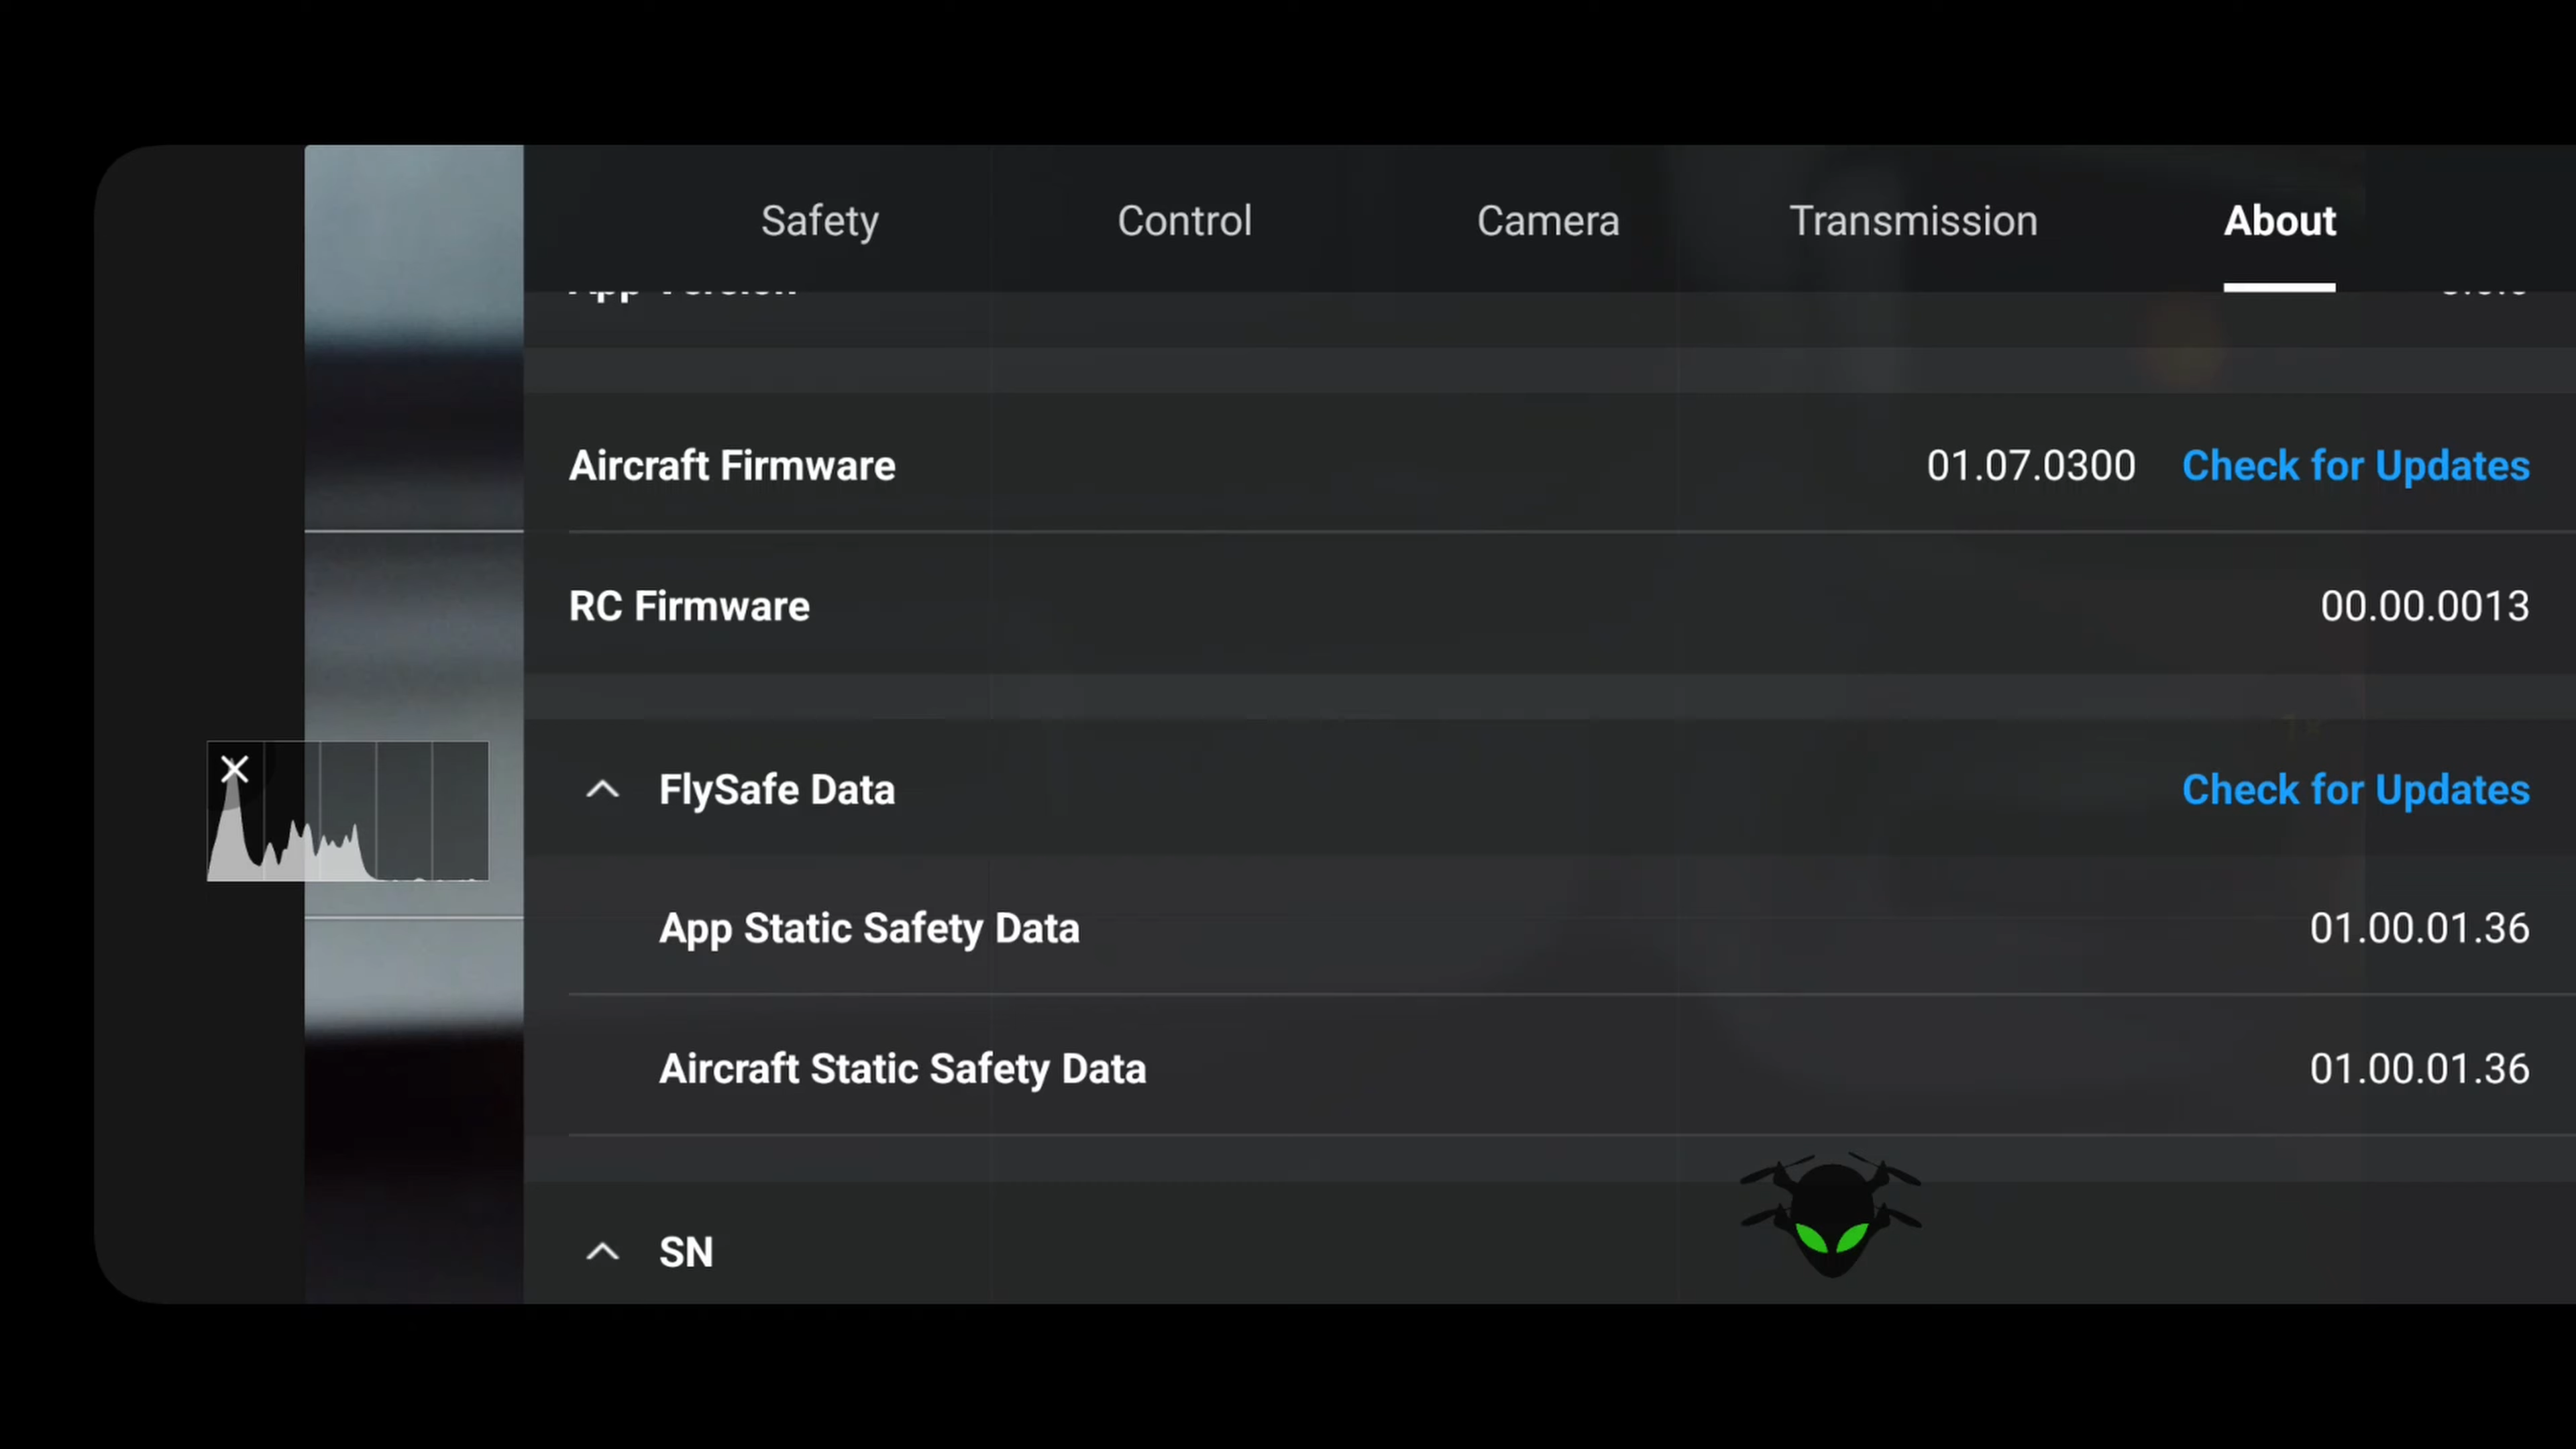 Safety Control Camera Transmission About
App Version
Aircraft Firmware 01.07.0300 Check for Updates
RC Firmware 00.00.0013
FlySafe Data Check for Updates
App Static Safety Data 01.00.01.36
Aircraft Static Safety Data 01.00.01.36
SN